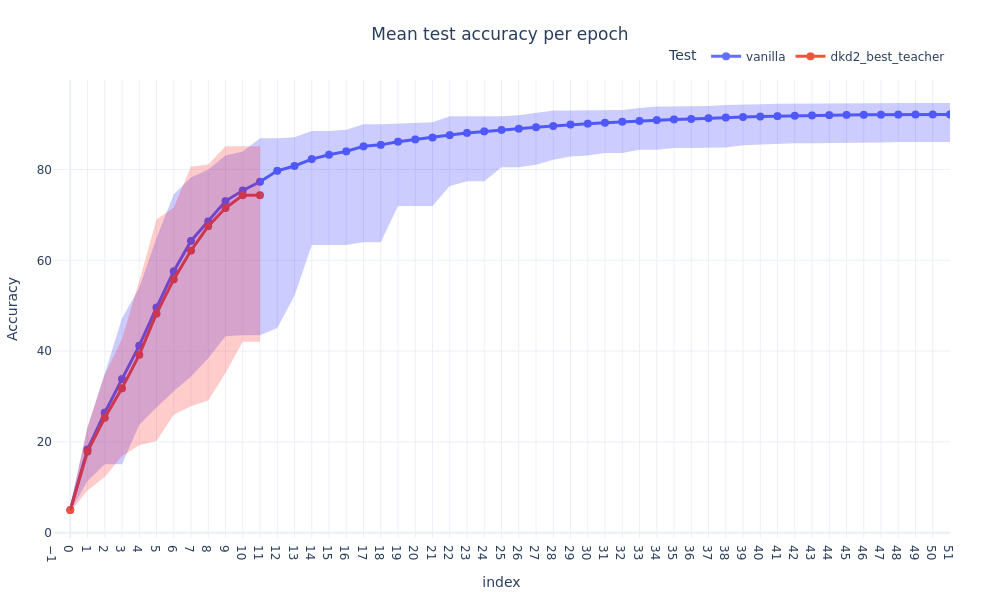 Mean test accuracy per epoch
Test vanilla dkd2_best_teacher
Accuracy
80
60
40
20
0
−1 0 1 2 3 4 5 6 7 8 9 10 11 12 13 14 15 16 17 18 19 20 21 22 23 24 25 26 27 28 29 30 31 32 33 34 35 36 37 38 39 40 41 42 43 44 45 46 47 48 49 50 51
index